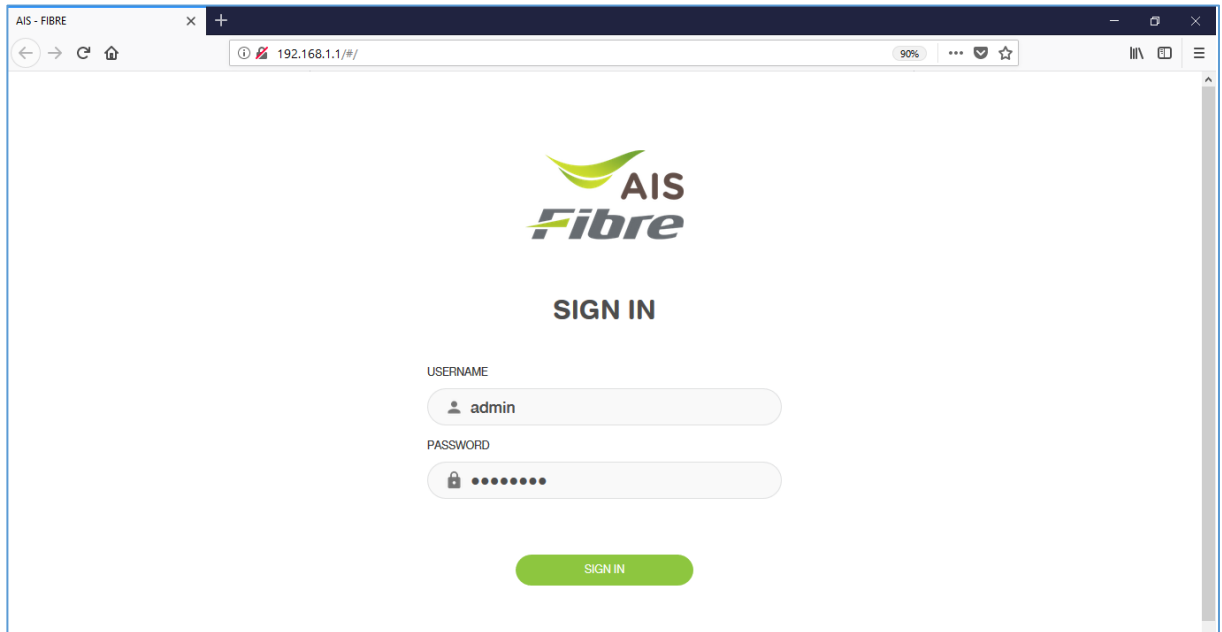 AIS - FIBRE
192.168.1.1/#/
90%
AIS
Fibre
SIGN IN
USERNAME
admin
PASSWORD
••••••••
SIGN IN